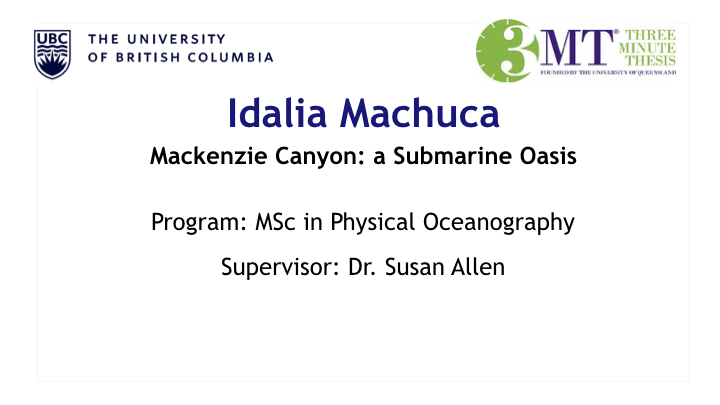 UBC
THE UNIVERSITY
OF BRITISH COLUMBIA
3MT® THREE
MINUTE
THESIS
FOUNDED BY THE UNIVERSITY OF QUEENSLAND
Idalia Machuca
Mackenzie Canyon: a Submarine Oasis
Program: MSc in Physical Oceanography
Supervisor: Dr. Susan Allen